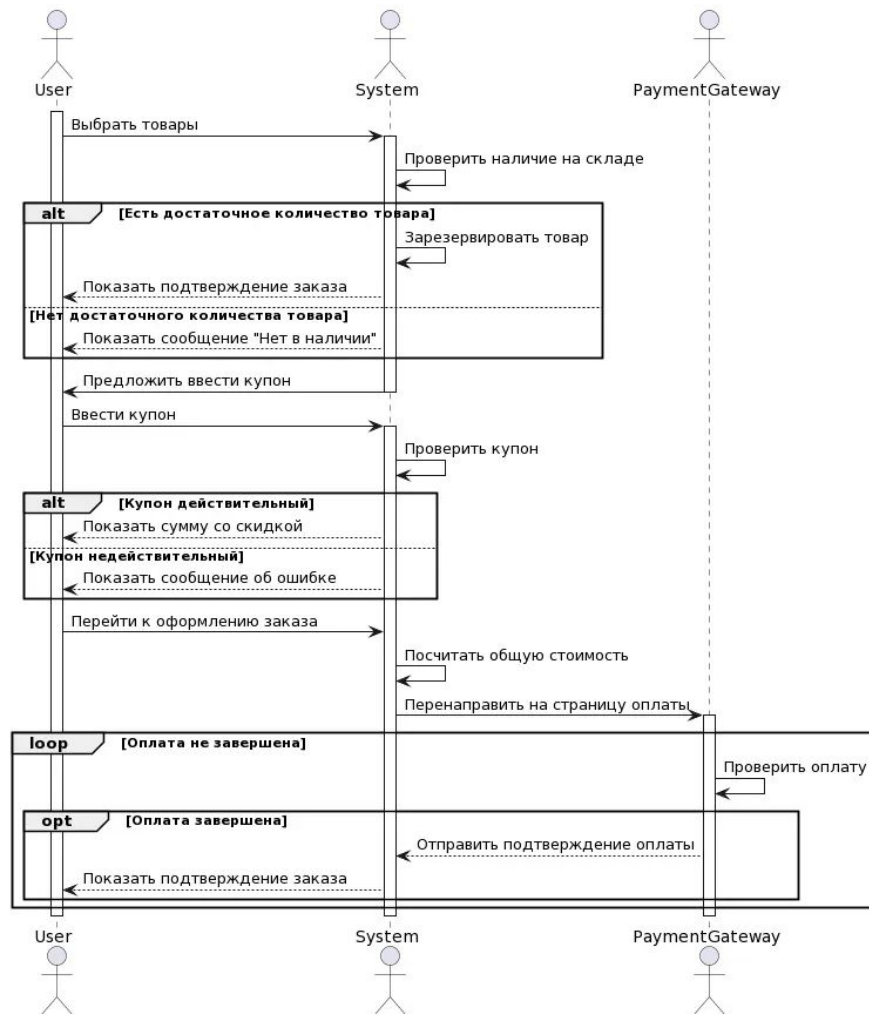 User System PaymentGateway
Выбрать товары
Проверить наличие на складе
alt [Есть достаточное количество товара]
Зарезервировать товар
Показать подтверждение заказа
[Нет достаточного количества товара]
Показать сообщение "Нет в наличии"
Предложить ввести купон
Ввести купон
Проверить купон
alt [Купон действительный]
Показать сумму со скидкой
[Купон недействительный]
Показать сообщение об ошибке
Перейти к оформлению заказа
Посчитать общую стоимость
Перенаправить на страницу оплаты
loop [Оплата не завершена]
Проверить оплату
opt [Оплата завершена]
Отправить подтверждение оплаты
Показать подтверждение заказа
User System PaymentGateway